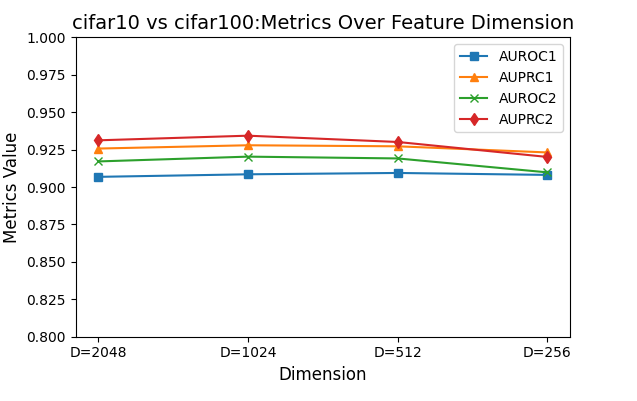 cifar10 vs cifar100:Metrics Over Feature Dimension
1.000
0.975
0.950
0.925
0.900
0.875
0.850
0.825
0.800
Metrics Value
AUROC1
AUPRC1
AUROC2
AUPRC2
D=2048 D=1024 D=512 D=256
Dimension